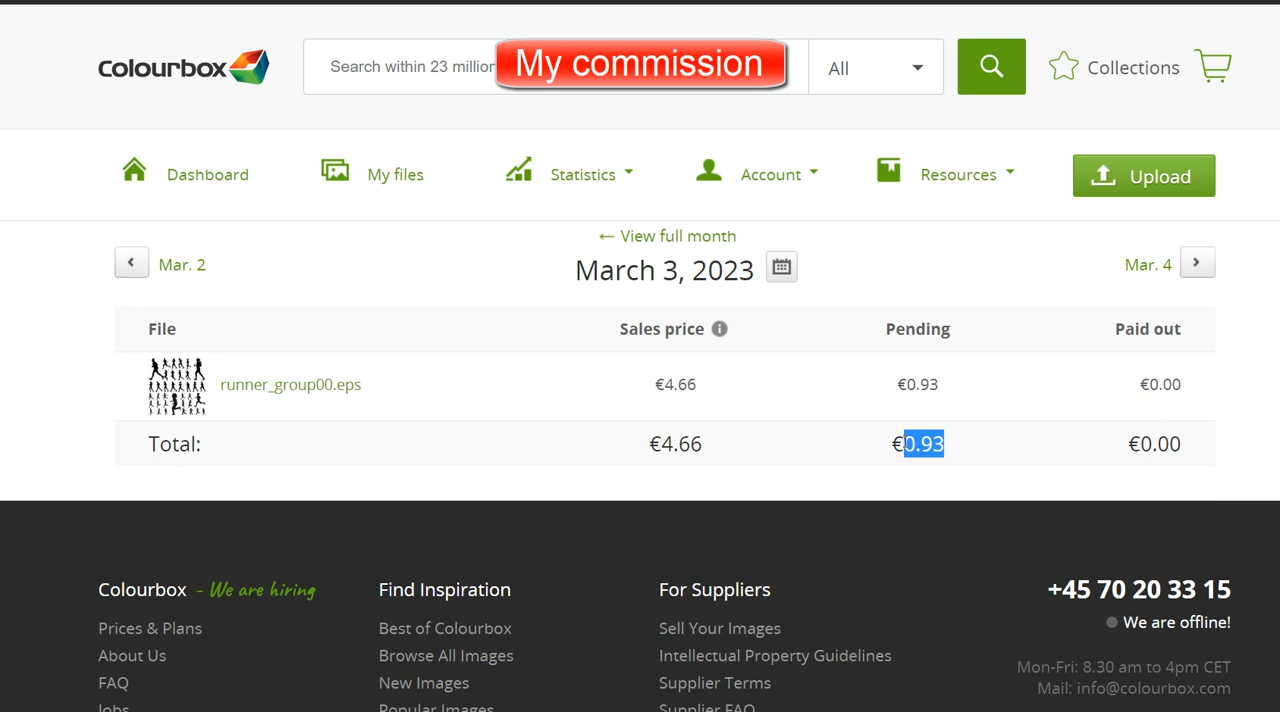 Colourbox
Search within 23 million
My commission
All
Collections
Dashboard
My files
Statistics
Account
Resources
Upload
← View full month
Mar. 2
March 3, 2023
Mar. 4
File Sales price Pending Paid out
runner_group00.eps €4.66 €0.93 €0.00
Total: €4.66 €0.93 €0.00
Colourbox - We are hiring
Prices & Plans
About Us
FAQ
Jobs
Find Inspiration
Best of Colourbox
Browse All Images
New Images
Popular Images
For Suppliers
Sell Your Images
Intellectual Property Guidelines
Supplier Terms
Supplier FAQ
+45 70 20 33 15
We are offline!
Mon-Fri: 8.30 am to 4pm CET
Mail: info@colourbox.com